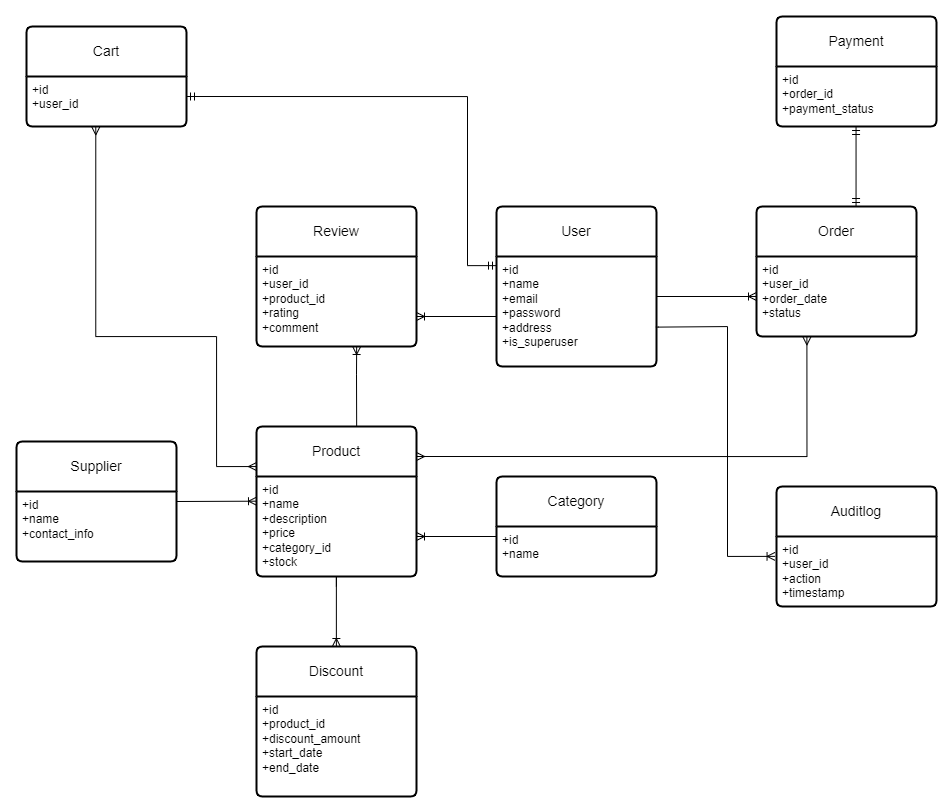 Cart
+id
+user_id
Payment
+id
+order_id
+payment_status
Review
+id
+user_id
+product_id
+rating
+comment
User
+id
+name
+email
+password
+address
+is_superuser
Order
+id
+user_id
+order_date
+status
Supplier
+id
+name
+contact_info
Product
+id
+name
+description
+price
+category_id
+stock
Category
+id
+name
Auditlog
+id
+user_id
+action
+timestamp
Discount
+id
+product_id
+discount_amount
+start_date
+end_date